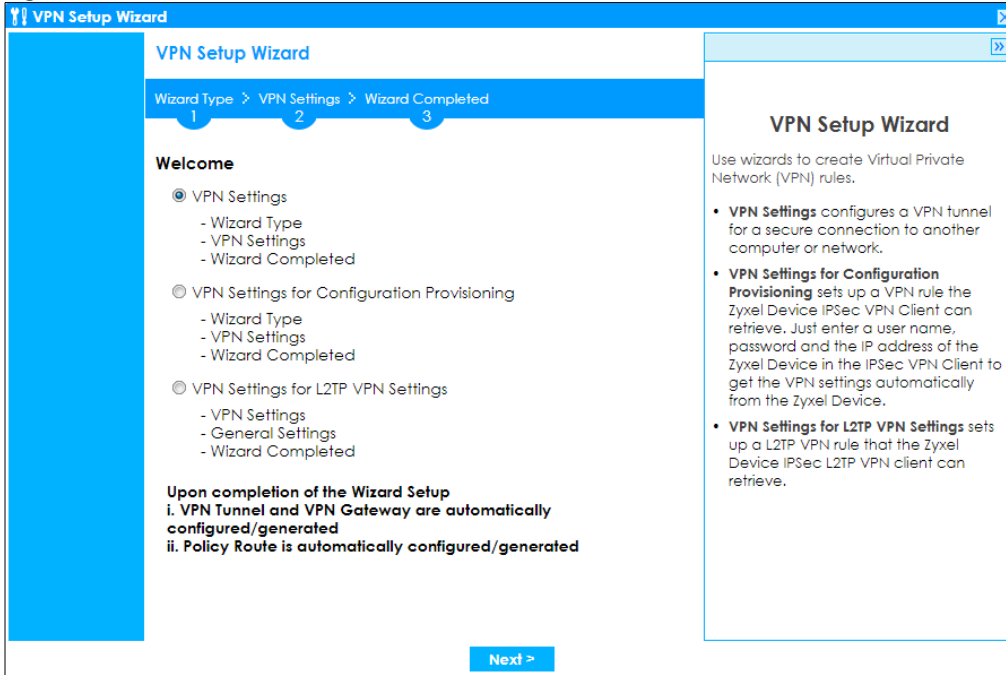 VPN Setup Wizard
VPN Setup Wizard
Wizard Type > VPN Settings > Wizard Completed
1 2 3
Welcome
VPN Settings
- Wizard Type
- VPN Settings
- Wizard Completed
VPN Settings for Configuration Provisioning
- Wizard Type
- VPN Settings
- Wizard Completed
VPN Settings for L2TP VPN Settings
- VPN Settings
- General Settings
- Wizard Completed
Upon completion of the Wizard Setup
i. VPN Tunnel and VPN Gateway are automatically
configured/generated
ii. Policy Route is automatically configured/generated
VPN Setup Wizard
Use wizards to create Virtual Private
Network (VPN) rules.
• VPN Settings configures a VPN tunnel
for a secure connection to another
computer or network.
• VPN Settings for Configuration
Provisioning sets up a VPN rule the
Zyxel Device IPSec VPN Client can
retrieve. Just enter a user name,
password and the IP address of the
Zyxel Device in the IPSec VPN Client to
get the VPN settings automatically
from the Zyxel Device.
• VPN Settings for L2TP VPN Settings sets
up a L2TP VPN rule that the Zyxel
Device IPSec L2TP VPN client can
retrieve.
Next >